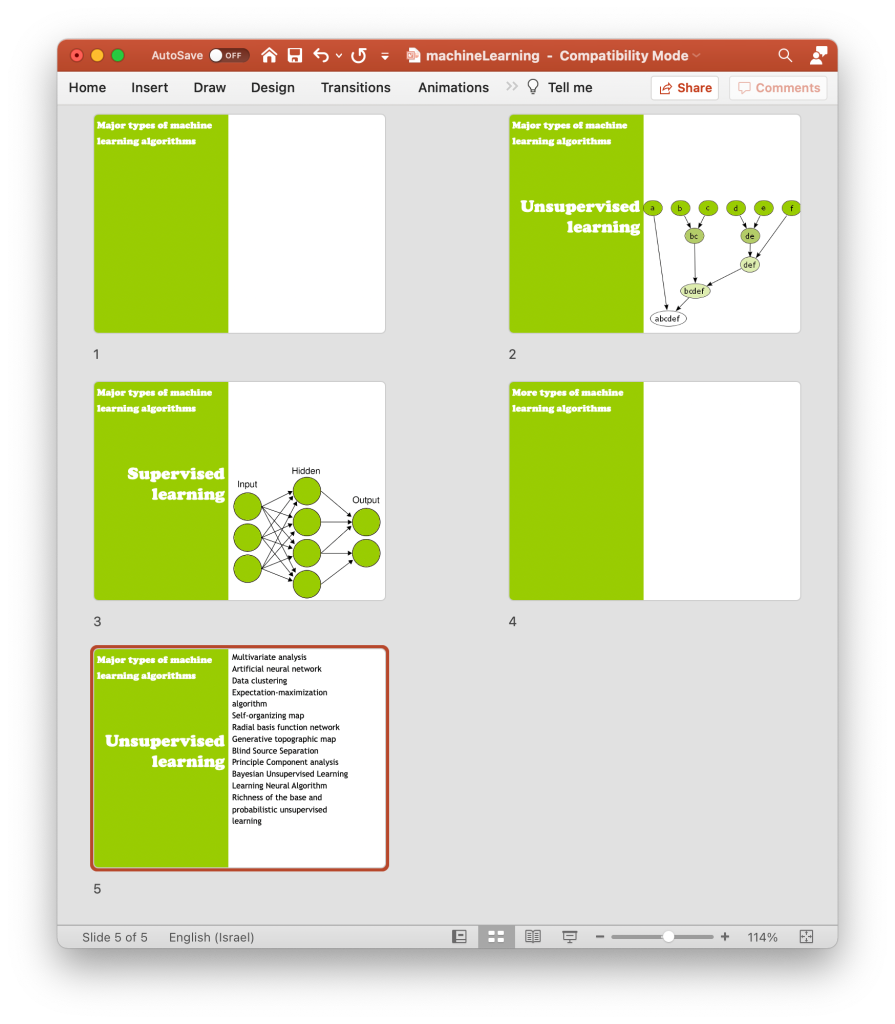 AutoSave OFF machineLearning - Compatibility Mode
Home Insert Draw Design Transitions Animations Tell me Share Comments
Major types of machine
learning algorithms
1
Major types of machine
learning algorithms
Unsupervised
learning
a b c d e f
bc de
def
bcdef
abcdef
2
Major types of machine
learning algorithms
Supervised
learning
Hidden
Input
Output
3
More types of machine
learning algorithms
4
Major types of machine
learning algorithms
Unsupervised
learning
Multivariate analysis
Artificial neural network
Data clustering
Expectation-maximization
algorithm
Self-organizing map
Radial basis function network
Generative topographic map
Blind Source Separation
Principle Component analysis
Bayesian Unsupervised Learning
Learning Neural Algorithm
Richness of the base and
probabilistic unsupervised
learning
5
Slide 5 of 5 English (Israel) 114%